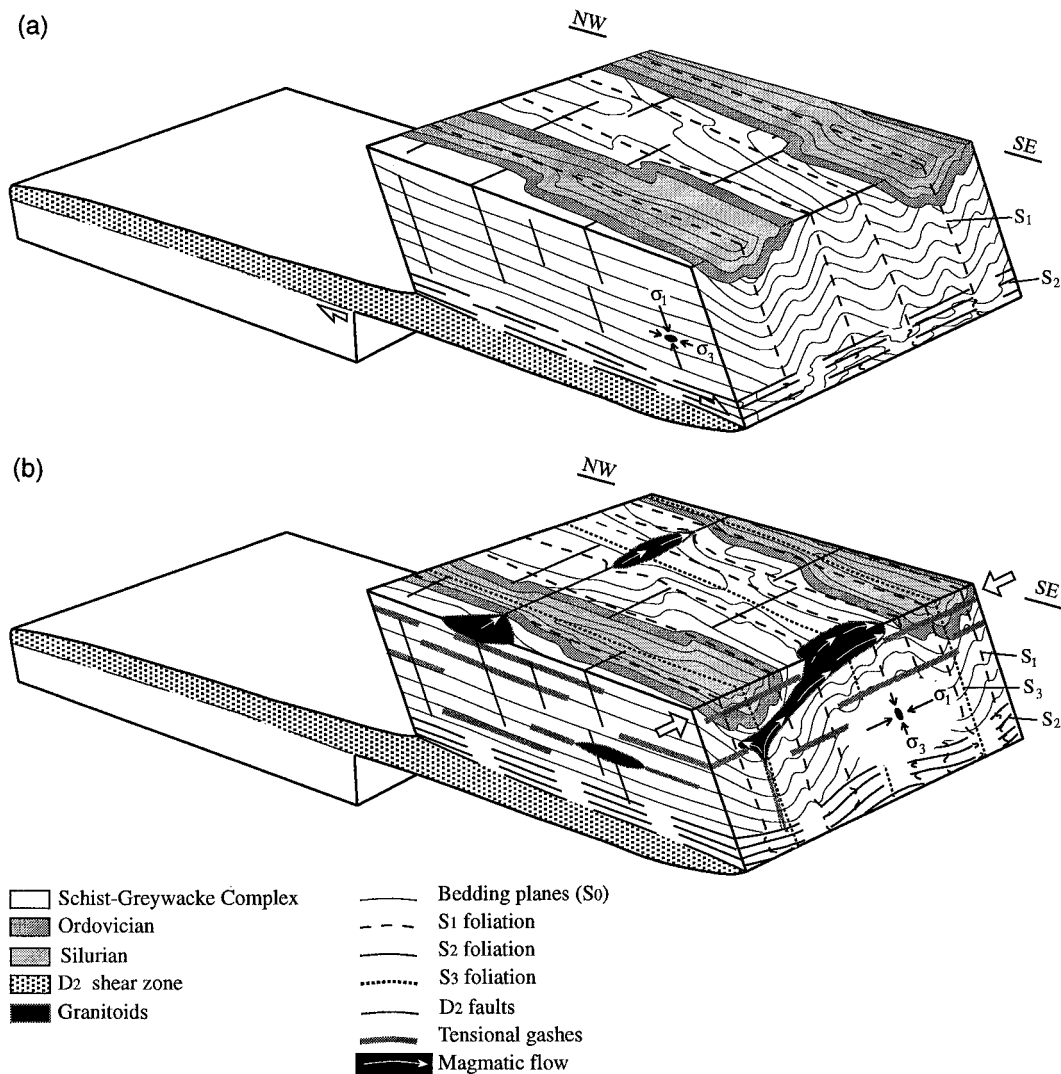 (a)
NW
SE
S1
S2
σ1
σ3
(b)
NW
SE
S1
S3
S2
σ1
σ3
Schist-Greywacke Complex
Ordovician
Silurian
D2 shear zone
Granitoids
Bedding planes (S0)
S1 foliation
S2 foliation
S3 foliation
D2 faults
Tensional gashes
Magmatic flow